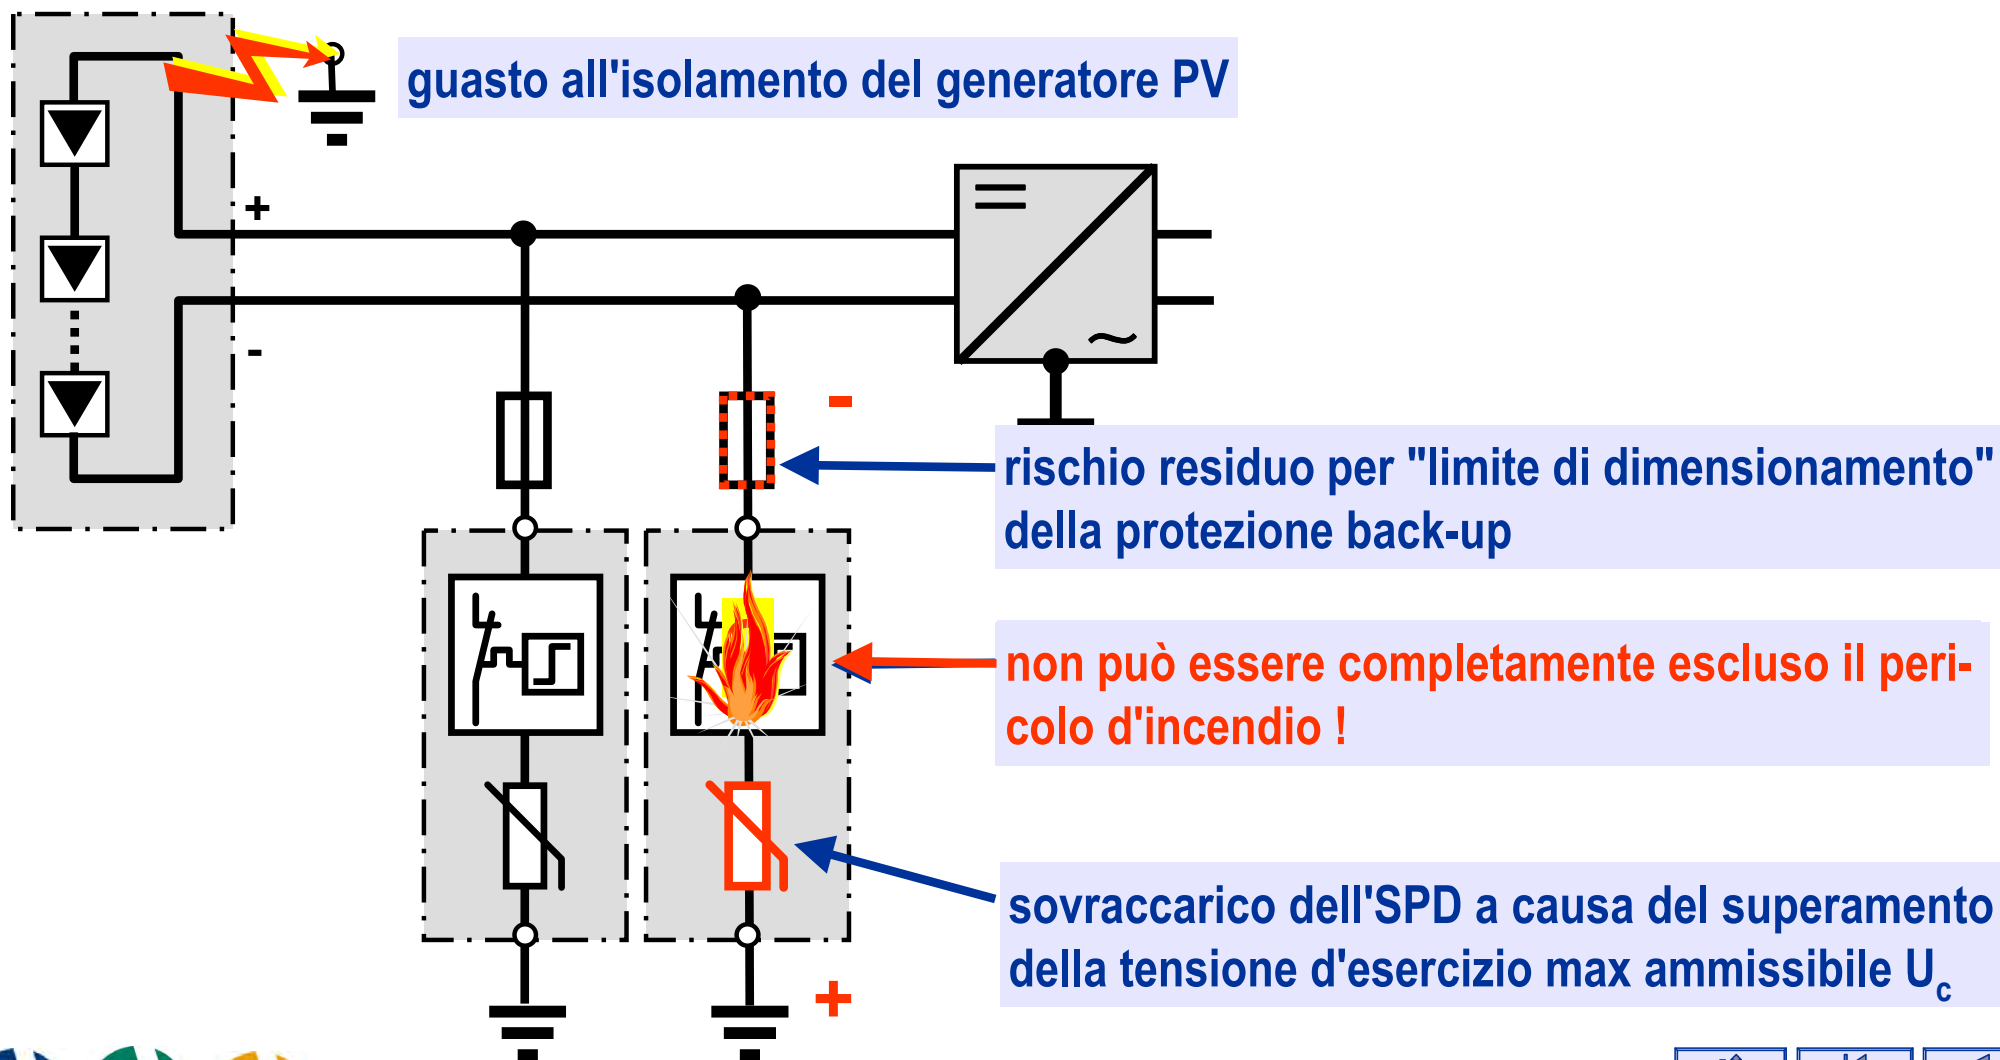 guasto all'isolamento del generatore PV
+
-
-
rischio residuo per "limite di dimensionamento"
della protezione back-up
non può essere completamente escluso il peri-
colo d'incendio !
sovraccarico dell'SPD a causa del superamento
della tensione d'esercizio max ammissibile Uc
+